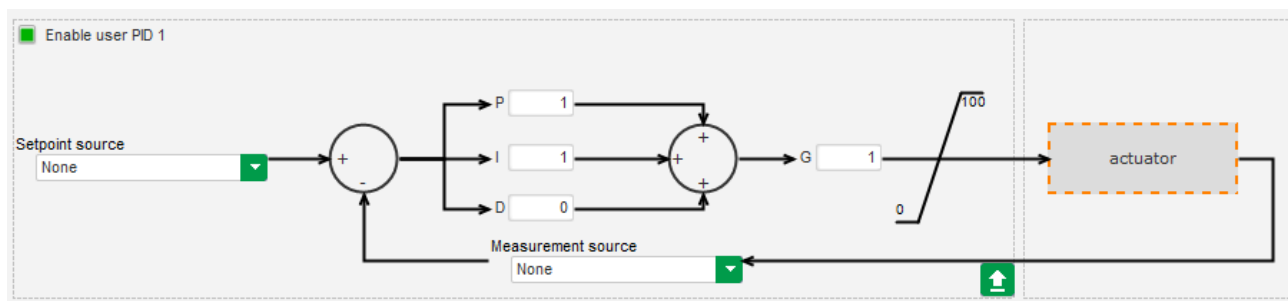 Enable user PID 1
P 1
100
Setpoint source
None
+
-
I 1
+
+
+
G 1
actuator
D 0
0
Measurement source
None